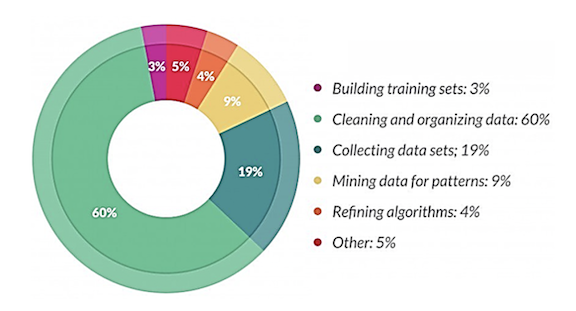 3%
5%
4%
9%
19%
60%
Building training sets: 3%
Cleaning and organizing data: 60%
Collecting data sets; 19%
Mining data for patterns: 9%
Refining algorithms: 4%
Other: 5%